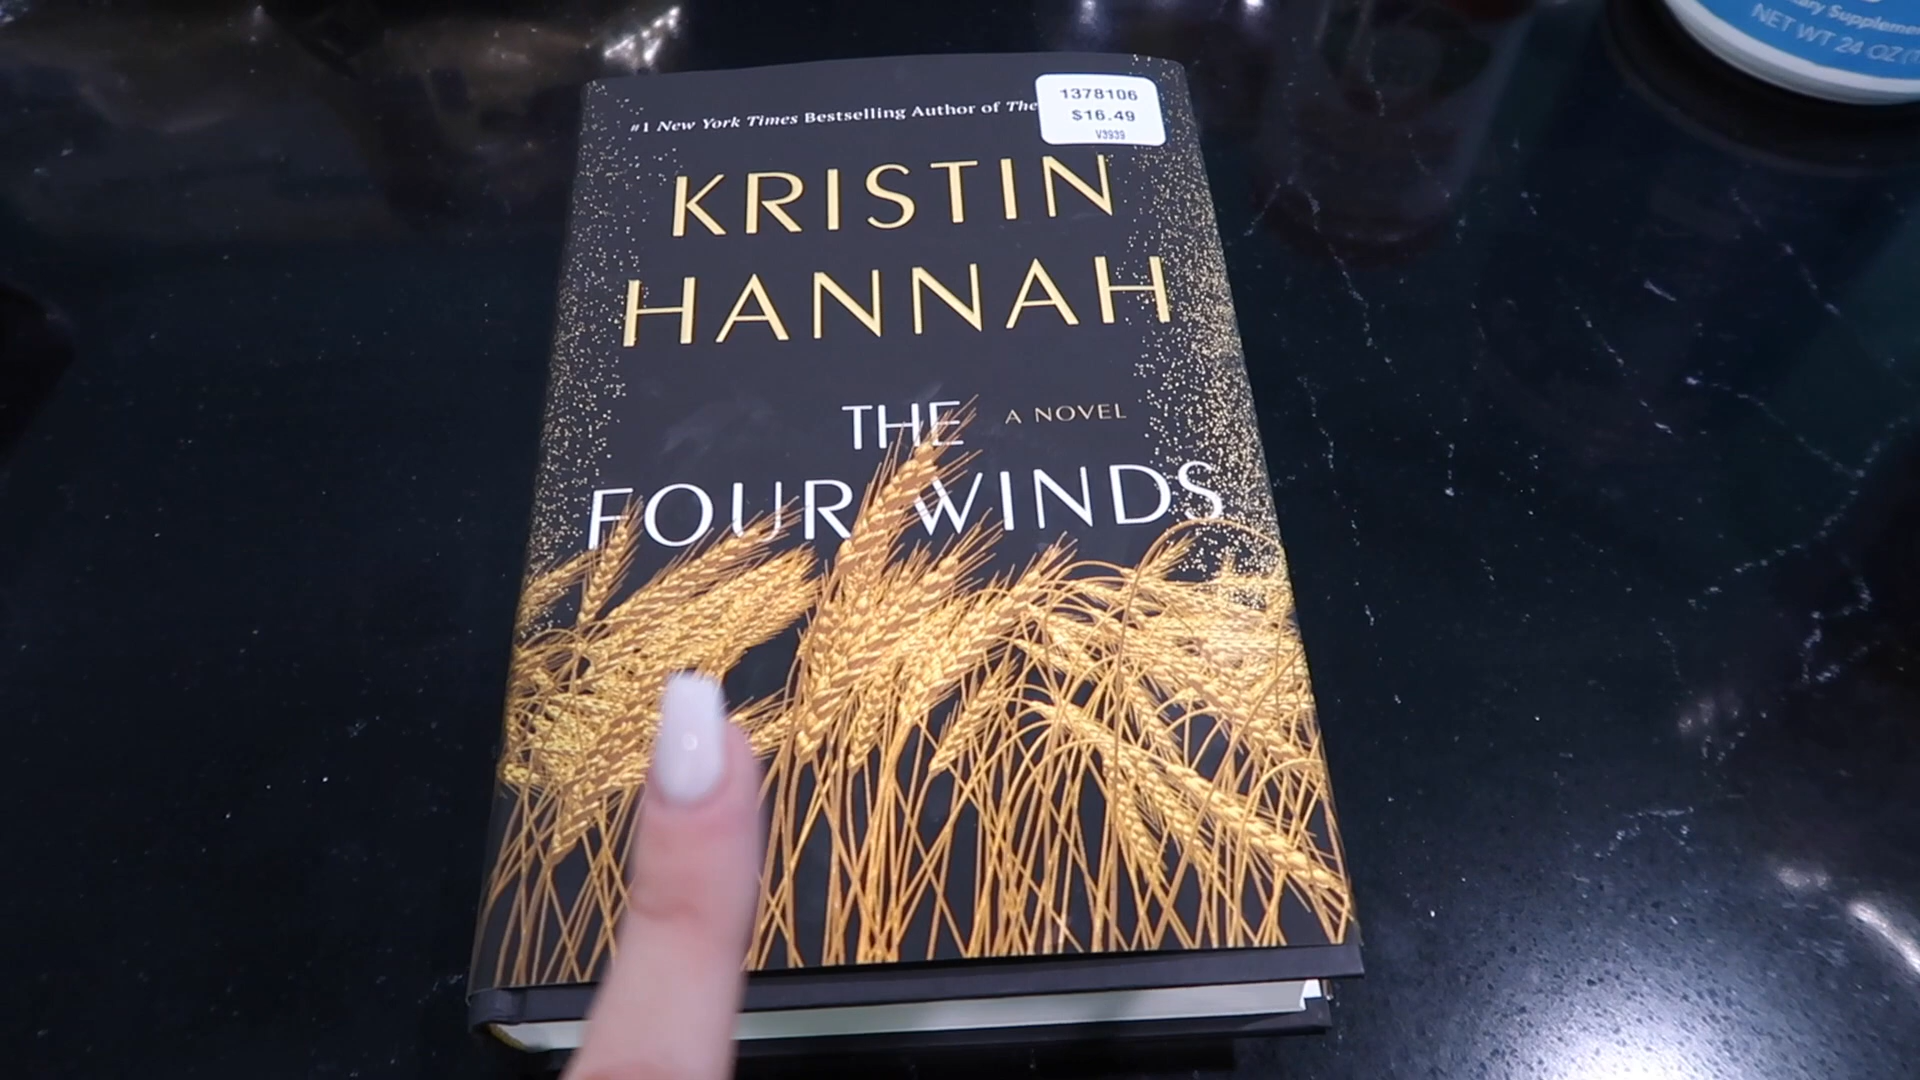 #1 New York Times Bestselling Author of The
1378106
$16.49
V3939
KRISTIN
HANNAH
THE
A NOVEL
FOUR WINDS
Supplement
NET WT 24 OZ